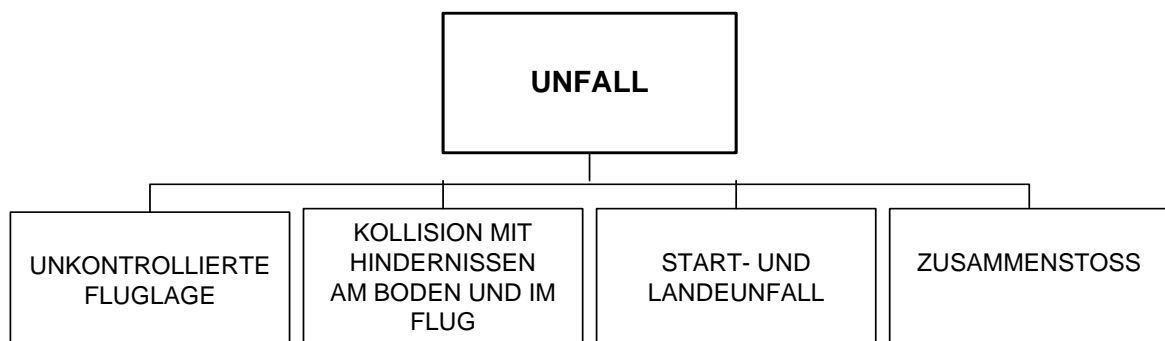 UNFALL
UNKONTROLLIERTE
FLUGLAGE
KOLLISION MIT
HINDERNISSEN
AM BODEN UND IM
FLUG
START- UND
LANDEUNFALL
ZUSAMMENSTOSS